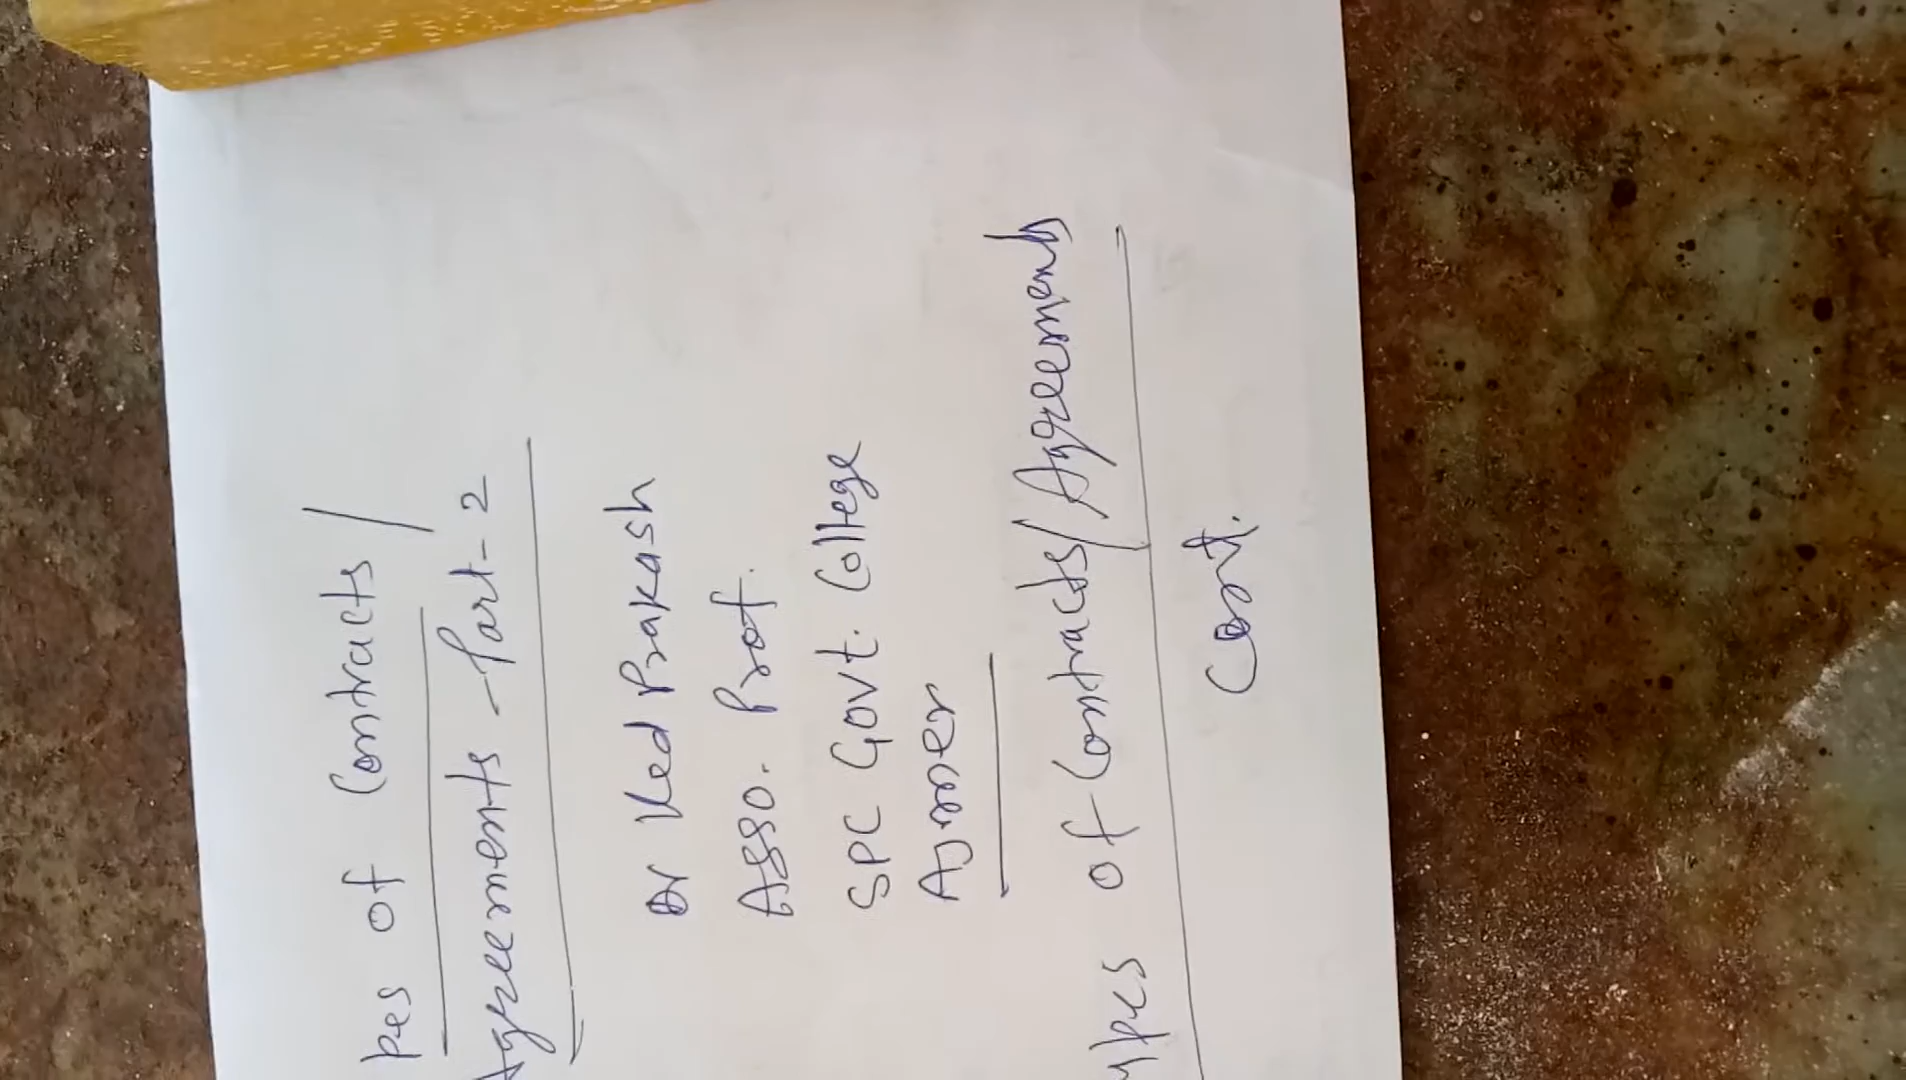 pes of Contracts /
Agreements - Part-2
Dr Ved Prakash
Asso. Prof.
SPC Govt. College
Ajmer
ypes of Contracts/Agreements
Cont.